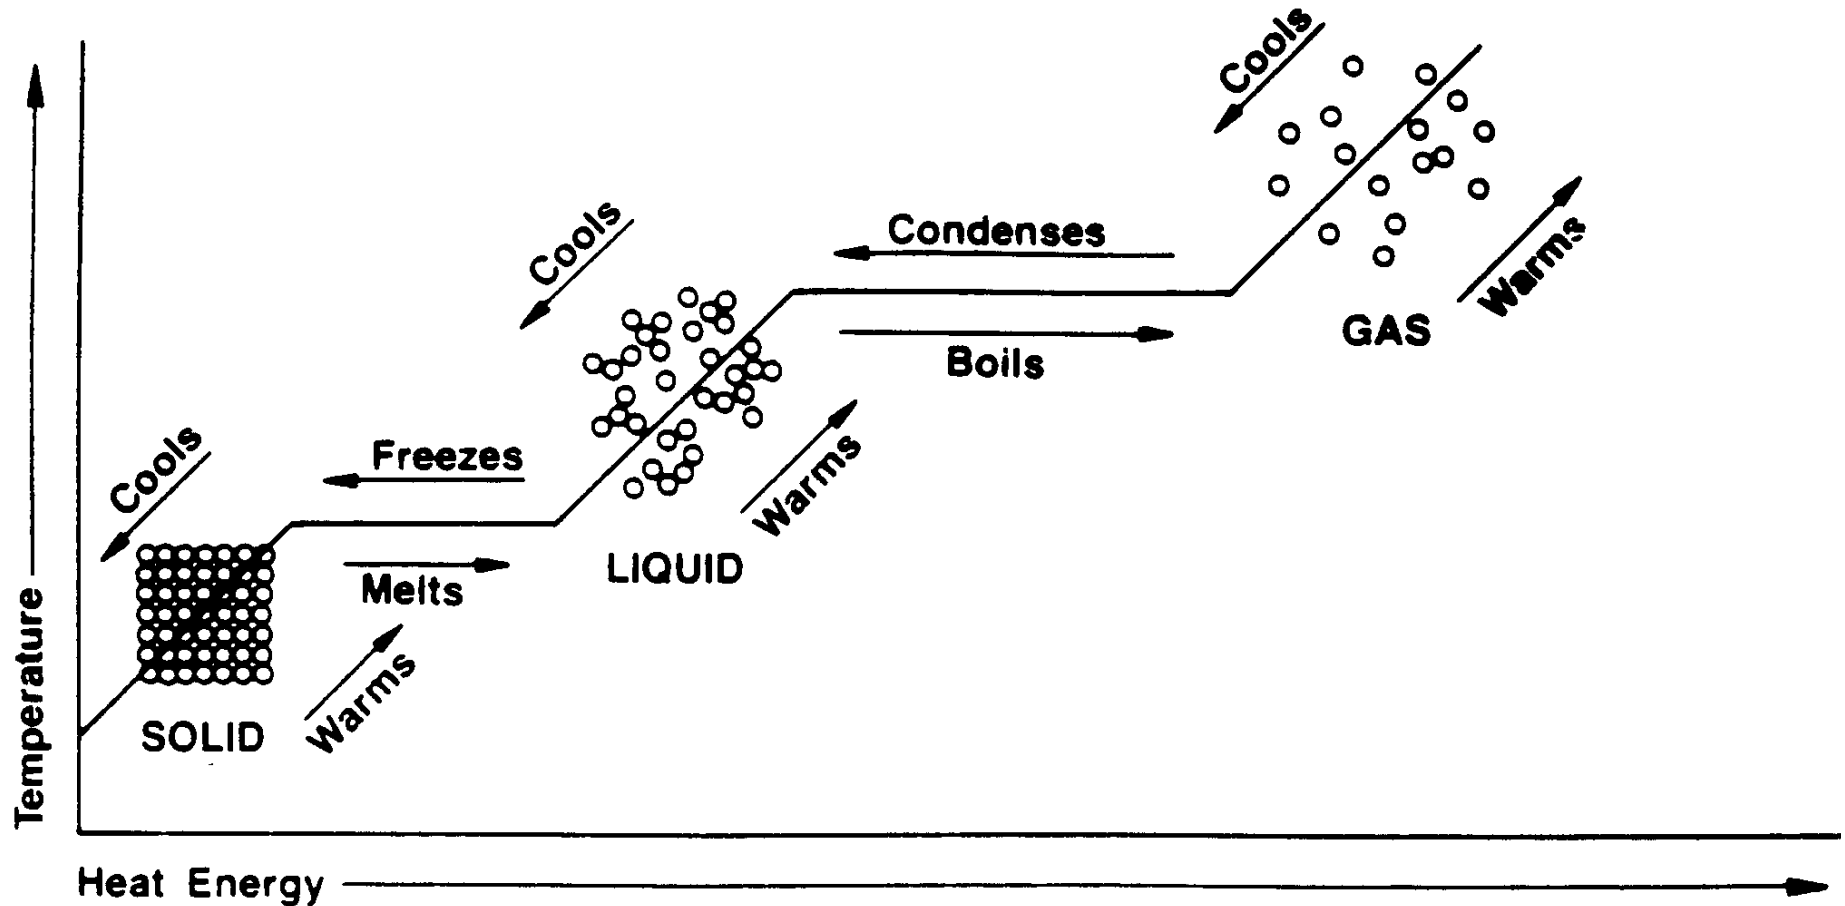 Cools
Cools
Condenses
Warms
GAS
Boils
Cools
Freezes
Warms
LIQUID
Melts
Warms
SOLID
Temperature
Heat Energy